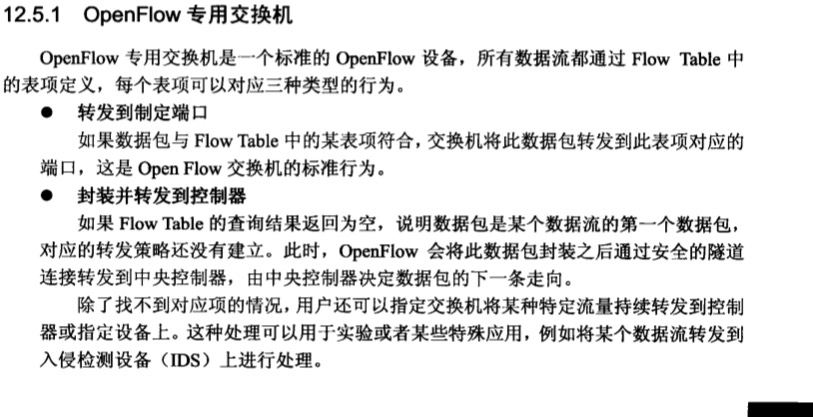 12.5.1 OpenFlow 专用交换机
OpenFlow 专用交换机是一个标准的 OpenFlow 设备，所有数据流都通过 Flow Table 中
的表项定义，每个表项可以对应三种类型的行为。
● 转发到制定端口
如果数据包与 Flow Table 中的某表项符合，交换机将此数据包转发到此表项对应的
端口，这是 Open Flow 交换机的标准行为。
● 封装并转发到控制器
如果 Flow Table 的查询结果返回为空，说明数据包是某个数据流的第一个数据包，
对应的转发策略还没有建立。此时，OpenFlow 会将此数据包封装之后通过安全的隧道
连接转发到中央控制器，由中央控制器决定数据包的下一条走向。
除了找不到对应项的情况，用户还可以指定交换机将某种特定流量持续转发到控制
器或指定设备上。这种处理可以用于实验或者某些特殊应用，例如将某个数据流转发到
入侵检测设备（IDS）上进行处理。